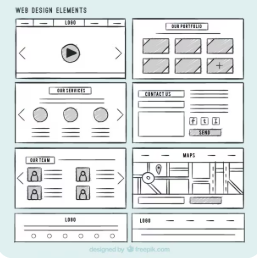 WEB DESIGN ELEMENTS
LOGO
OUR PORTFOLIO
OUR SERVICES
CONTACT US
SEND
OUR TEAM
MAPS
LOGO
LOGO
designed by freepik.com